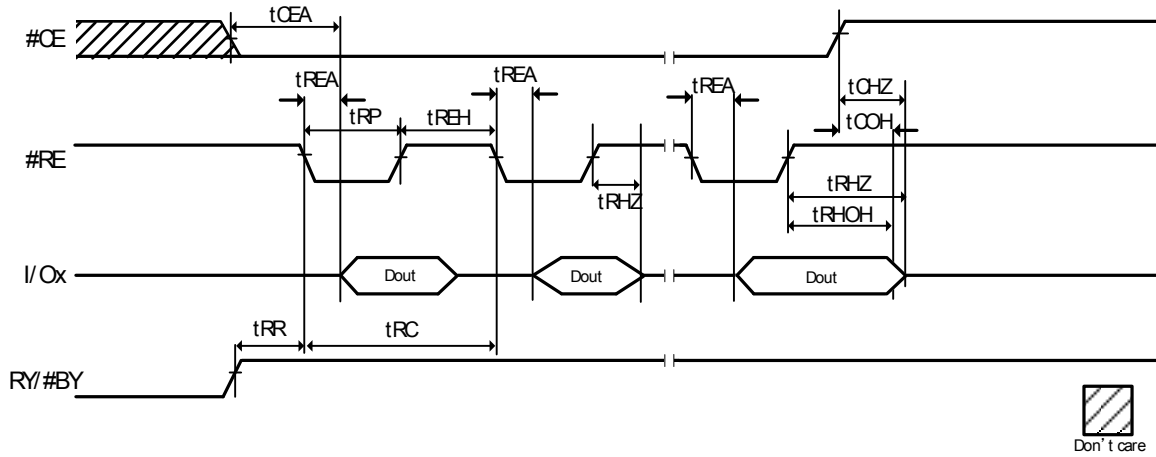 tCEA
#CE
tREA
tREA
tREA
tCHZ
tRP
tREH
tCOH
#RE
tRHZ
tRHZ
tRHOH
I/Ox
Dout
Dout
Dout
tRR
tRC
RY/#BY
Don't care